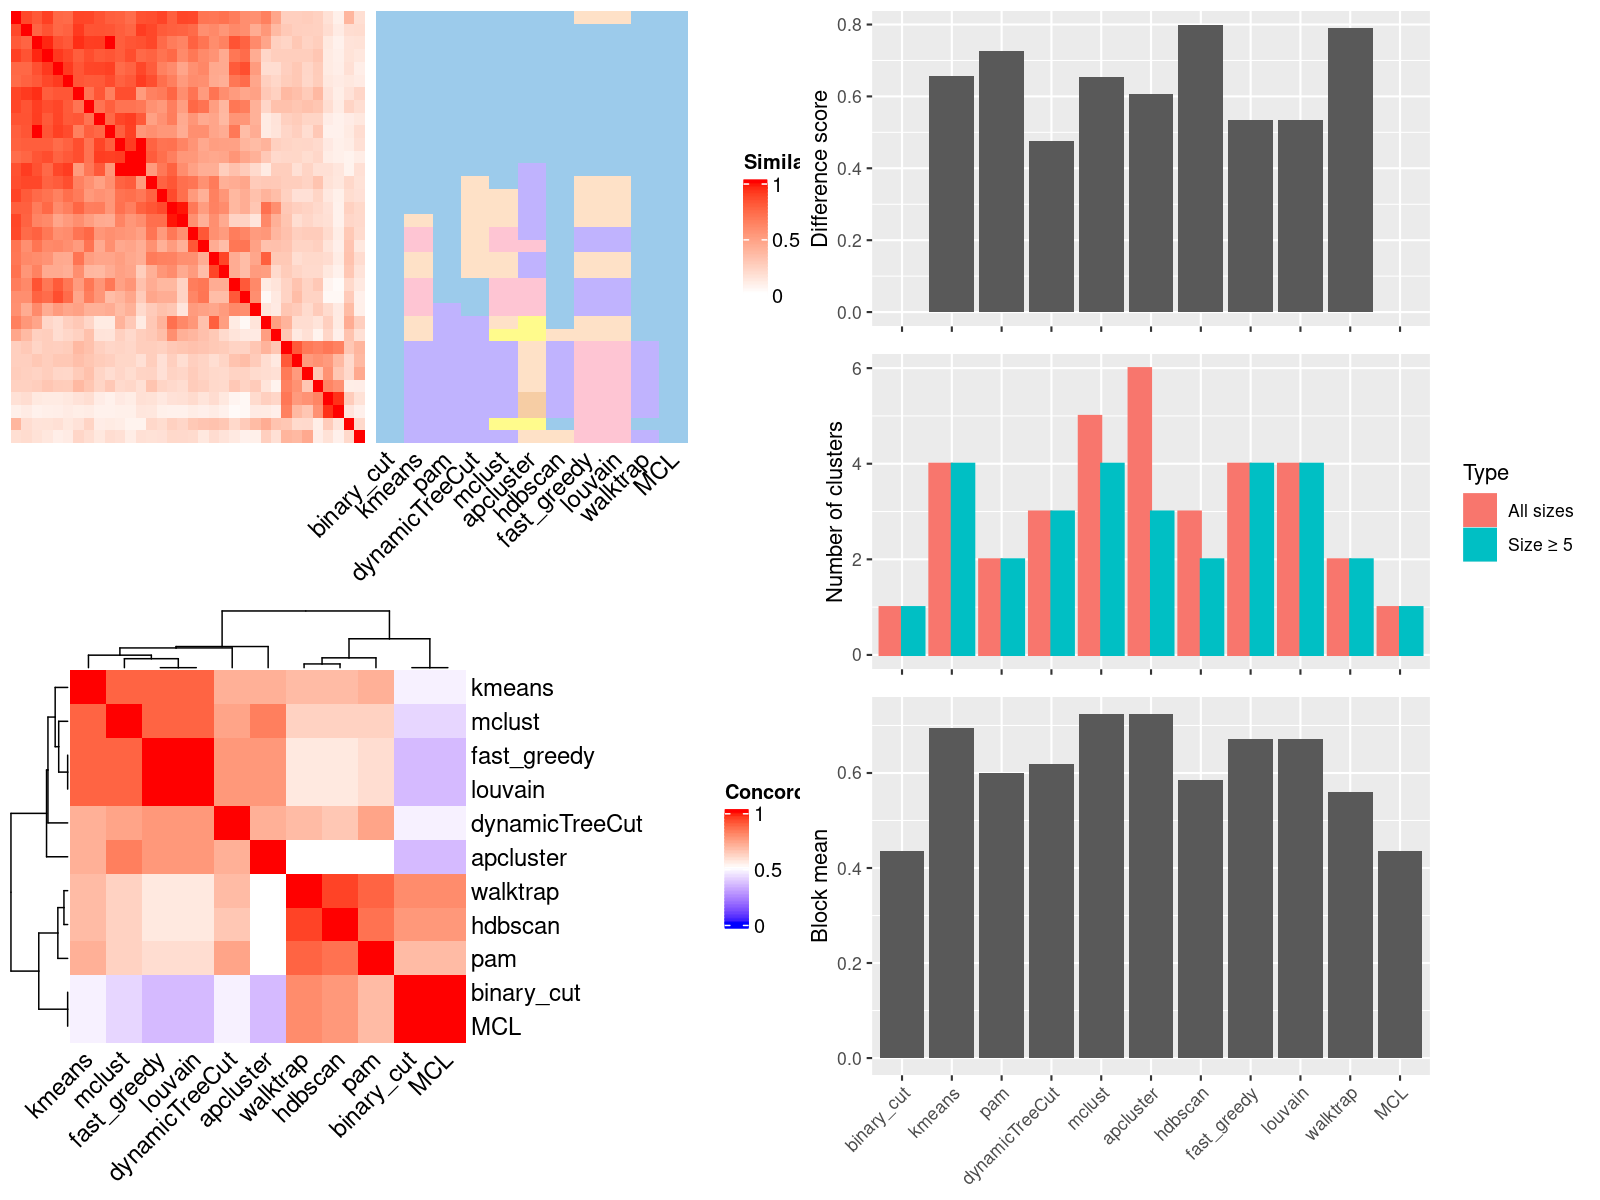 Simila
1
0.5
0
binary_cut
kmeans
pam
dynamicTreeCut
mclust
apcluster
hdbscan
fast_greedy
louvain
walktrap
MCL
Difference score
0.8
0.6
0.4
0.2
0.0
Number of clusters
6
4
2
0
Type
All sizes
Size ≥ 5
kmeans
mclust
fast_greedy
louvain
dynamicTreeCut
apcluster
walktrap
hdbscan
pam
binary_cut
MCL
kmeans
mclust
fast_greedy
louvain
dynamicTreeCut
apcluster
walktrap
hdbscan
pam
binary_cut
MCL
Concord
1
0.5
0
Block mean
0.6
0.4
0.2
0.0
binary_cut
kmeans
pam
dynamicTreeCut
mclust
apcluster
hdbscan
fast_greedy
louvain
walktrap
MCL